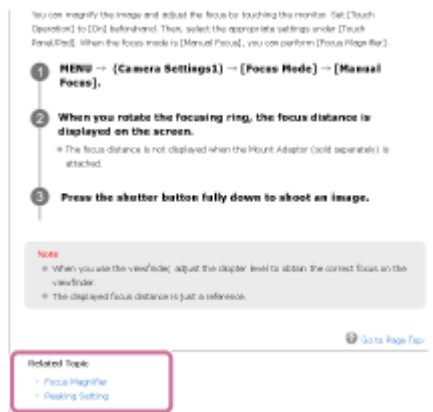 You can magnify the image and adjust the focus by touching the monitor. Set [Touch
Operation] to [On] beforehand. Then, select the appropriate settings under [Touch
Panel/Pad]. When the focus mode is [Manual Focus], you can perform [Focus Magnifier].
1 MENU → (Camera Settings1) → [Focus Mode] → [Manual
Focus].
2 When you rotate the focusing ring, the focus distance is
displayed on the screen.
The focus distance is not displayed when the Mount Adaptor (sold separately) is
attached.
3 Press the shutter button fully down to shoot an image.
Note
When you use the viewfinder, adjust the diopter level to obtain the correct focus on the
viewfinder.
The displayed focus distance is just a reference.
Go to Page Top
Related Topic
Focus Magnifier
Peaking Setting